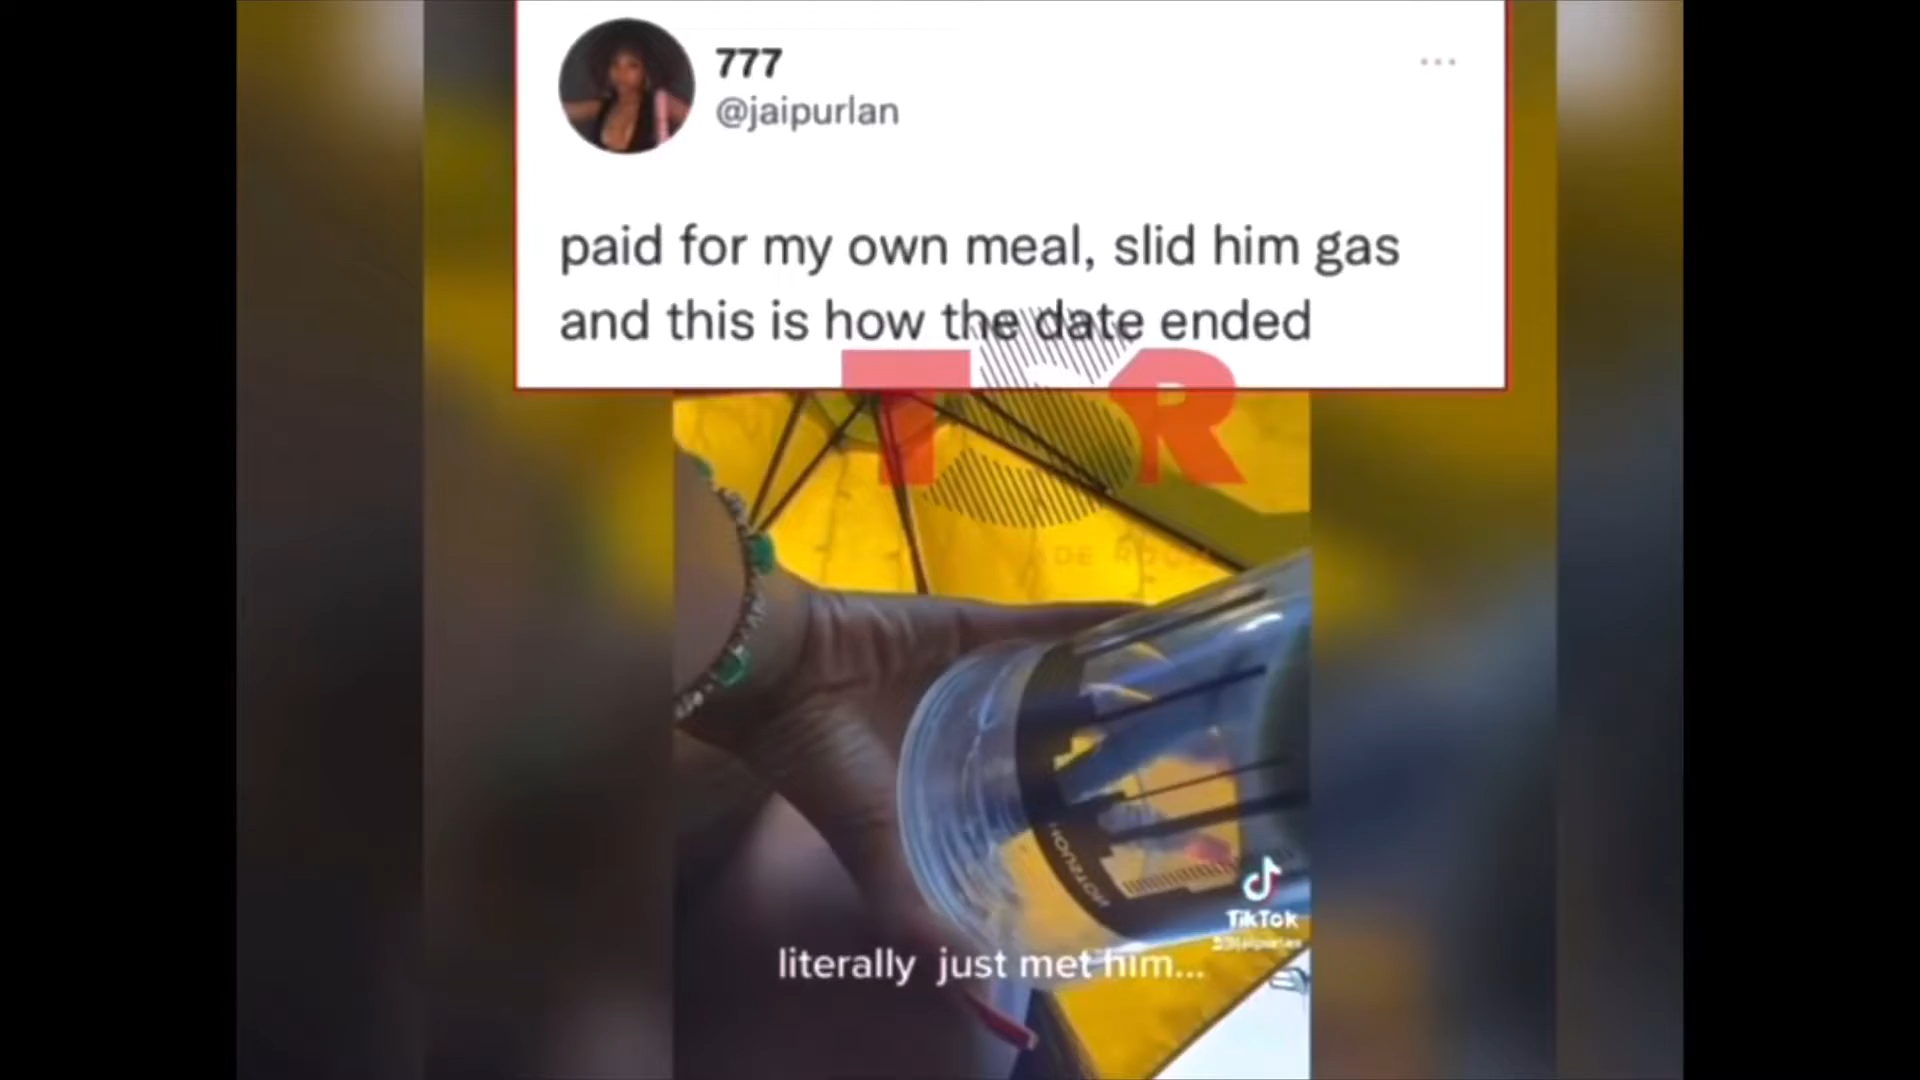 777
@jaipurlan
paid for my own meal, slid him gas
and this is how the date ended
T R
HOUSTON
TikTok
literally just met him...